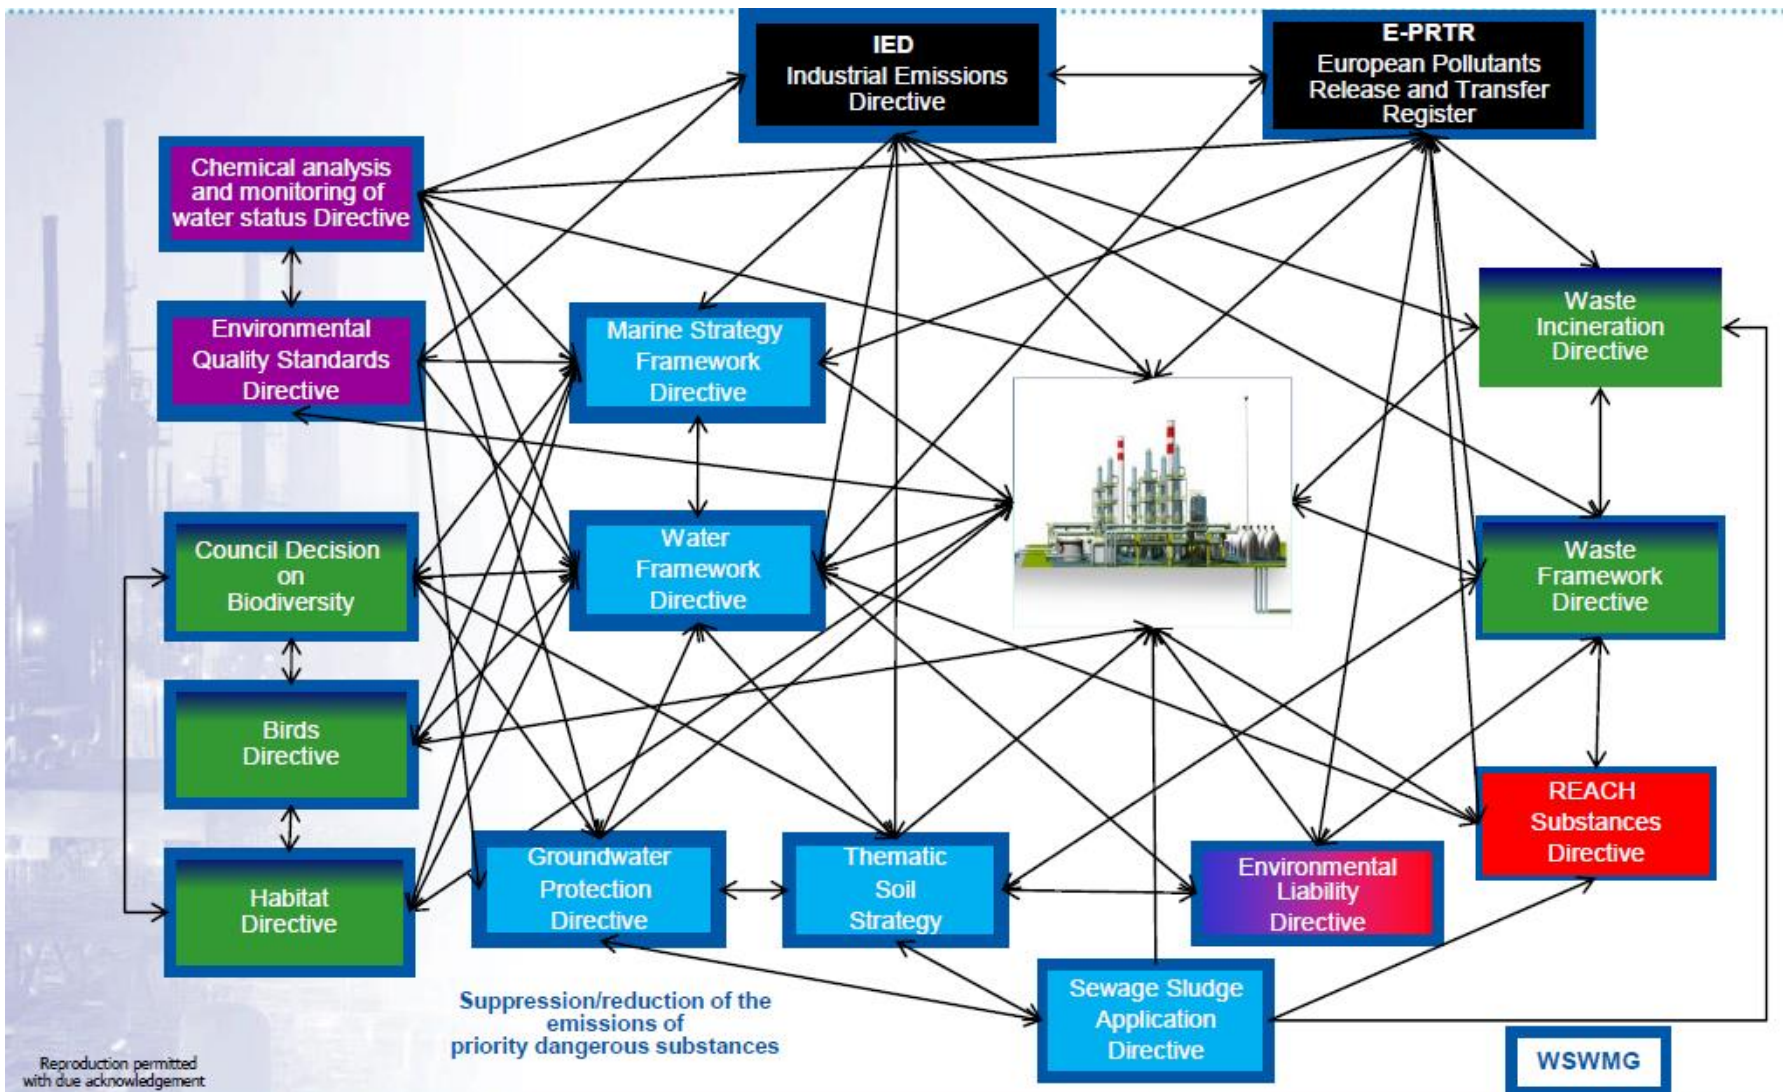 IED
Industrial Emissions
Directive
E-PRTR
European Pollutants
Release and Transfer
Register
Chemical analysis
and monitoring of
water status Directive
Environmental
Quality Standards
Directive
Marine Strategy
Framework
Directive
Waste
Incineration
Directive
Council Decision
on
Biodiversity
Water
Framework
Directive
Waste
Framework
Directive
Birds
Directive
Habitat
Directive
Groundwater
Protection
Directive
Thematic
Soil
Strategy
Environmental
Liability
Directive
REACH
Substances
Directive
Sewage Sludge
Application
Directive
Suppression/reduction of the
emissions of
priority dangerous substances
WSWMG
Reproduction permitted
with due acknowledgement